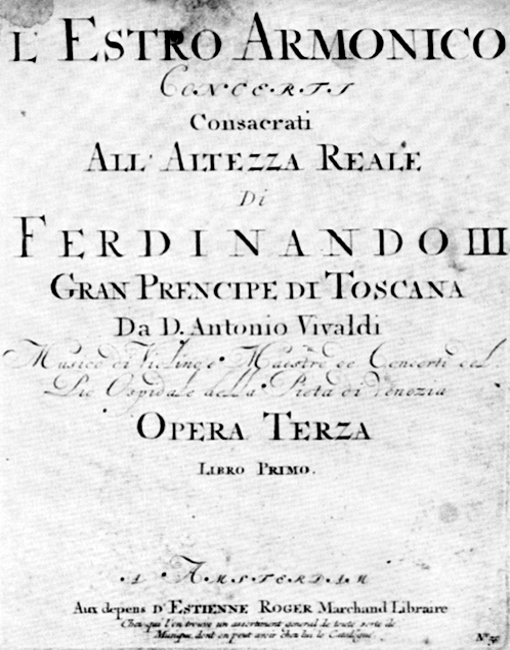 L'ESTRO ARMONICO
CONCERTI
Consacrati
ALL' ALTEZZA REALE
Di
FERDINANDO III
GRAN PRENCIPE DI TOSCANA
Da D. Antonio Vivaldi
Musico di Violino e Maestro de Concerti del
Pio Ospidale della Pieta di Venezia
OPERA TERZA
LIBRO PRIMO.
A AMSTERDAM
Aux depens D'ESTIENNE ROGER Marchand Libraire
Chez qui l'on trouve un assortiment general de toute sorte de
Musique, dont on peut avoir chez lui le Catalogue
N.º